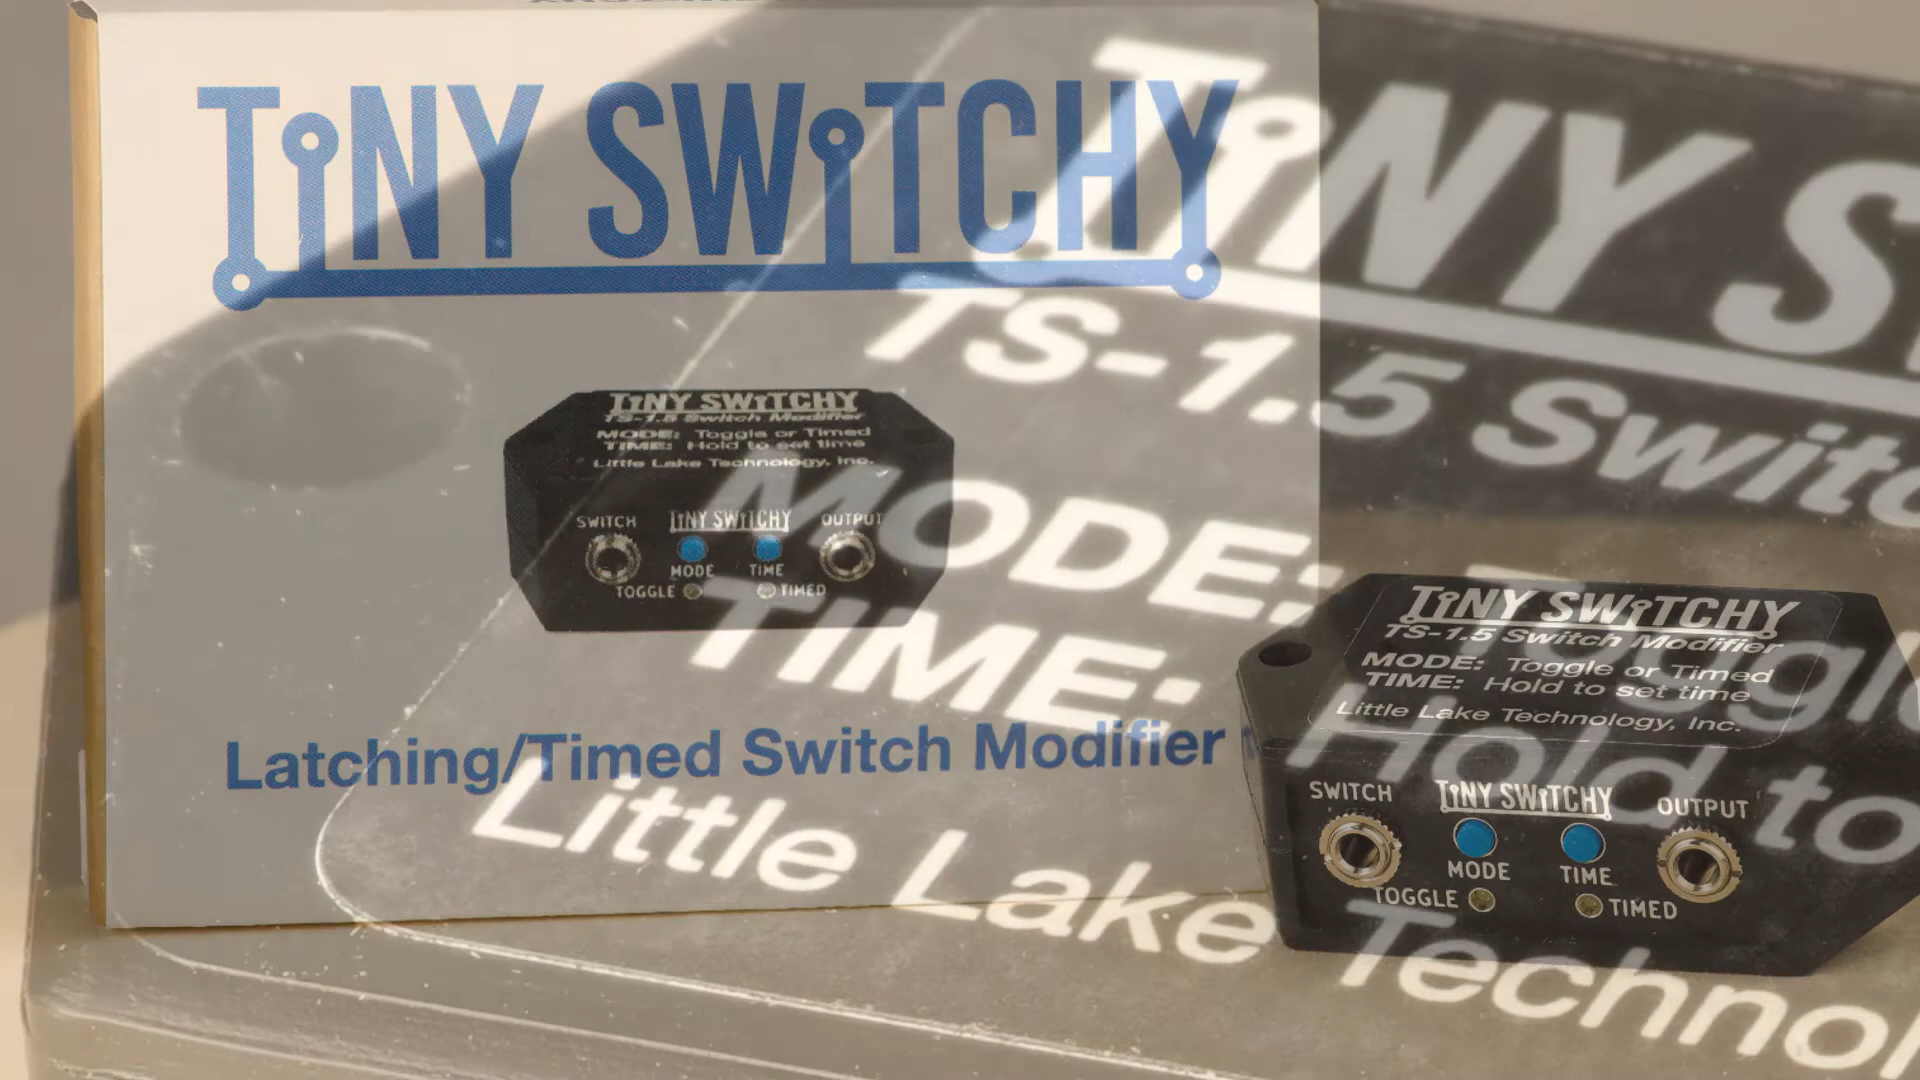 TiNY SWiTCHY
TiNY SWiTCHY
TS-1.5 Switch Modifier
MODE: Toggle or Timed
TIME: Hold to set time
Little Lake Technology, Inc.
SWITCH
TiNY SWiTCHY
OUTPUT
MODE
TIME
TOGGLE
TIMED
Latching/Timed Switch Modifier
TiNY
TS-1.5
MODE:
TIME: Hold to
Little Lake
TiNY SWiTCHY
TS-1.5 Switch Modifier
MODE: Toggle or Timed
TIME: Hold to set time
Little Lake Technology, Inc.
SWITCH
TiNY SWiTCHY
OUTPUT
MODE
TIME
TOGGLE
TIMED